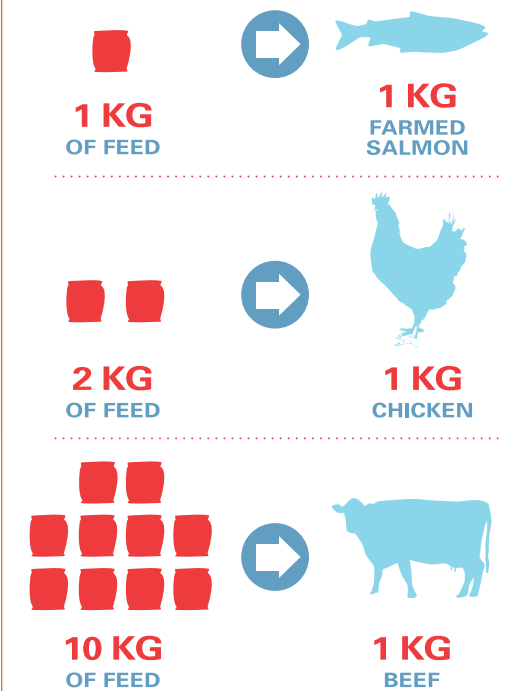 1 KG
OF FEED
1 KG
FARMED
SALMON
2 KG
OF FEED
1 KG
CHICKEN
10 KG
OF FEED
1 KG
BEEF